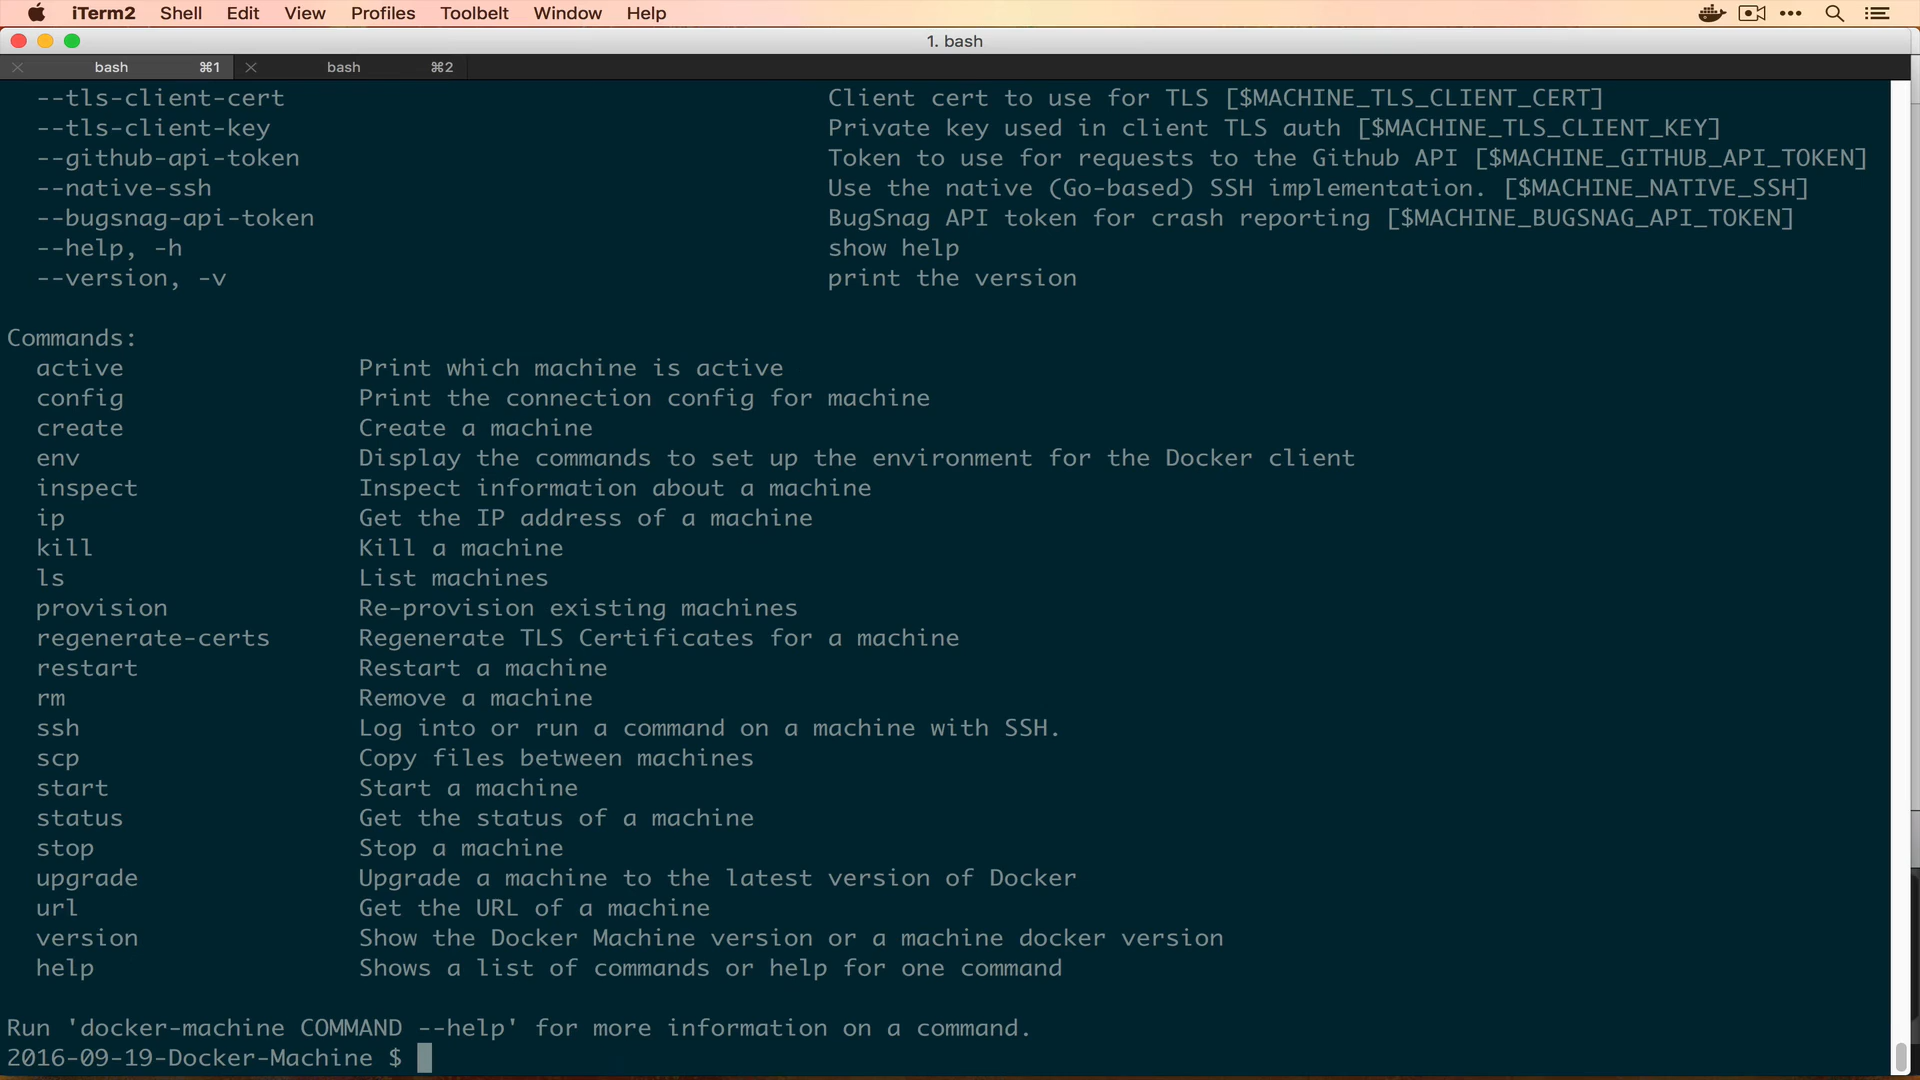 iTerm2 Shell Edit View Profiles Toolbelt Window Help
1. bash
bash ⌘1 bash ⌘2
--tls-client-cert Client cert to use for TLS [$MACHINE_TLS_CLIENT_CERT]
--tls-client-key Private key used in client TLS auth [$MACHINE_TLS_CLIENT_KEY]
--github-api-token Token to use for requests to the Github API [$MACHINE_GITHUB_API_TOKEN]
--native-ssh Use the native (Go-based) SSH implementation. [$MACHINE_NATIVE_SSH]
--bugsnag-api-token BugSnag API token for crash reporting [$MACHINE_BUGSNAG_API_TOKEN]
--help, -h show help
--version, -v print the version
Commands:
active Print which machine is active
config Print the connection config for machine
create Create a machine
env Display the commands to set up the environment for the Docker client
inspect Inspect information about a machine
ip Get the IP address of a machine
kill Kill a machine
ls List machines
provision Re-provision existing machines
regenerate-certs Regenerate TLS Certificates for a machine
restart Restart a machine
rm Remove a machine
ssh Log into or run a command on a machine with SSH.
scp Copy files between machines
start Start a machine
status Get the status of a machine
stop Stop a machine
upgrade Upgrade a machine to the latest version of Docker
url Get the URL of a machine
version Show the Docker Machine version or a machine docker version
help Shows a list of commands or help for one command
Run 'docker-machine COMMAND --help' for more information on a command.
2016-09-19-Docker-Machine $